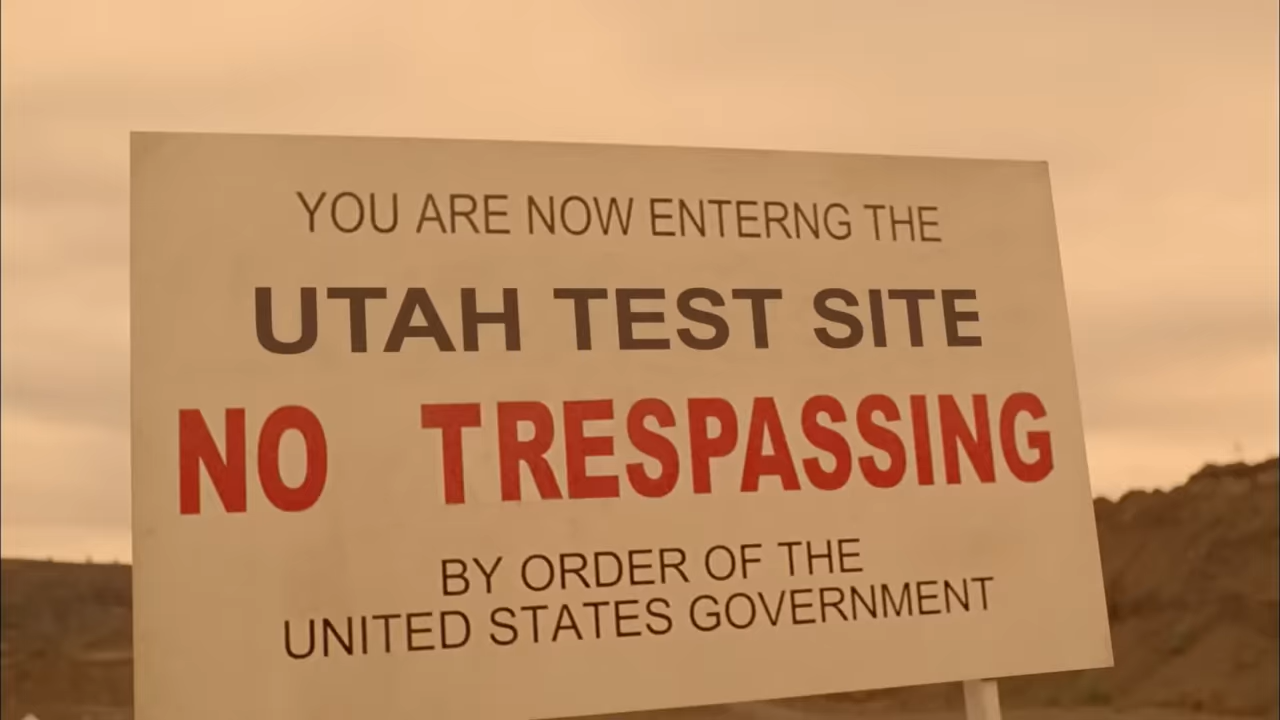 YOU ARE NOW ENTERNG THE
UTAH TEST SITE
NO TRESPASSING
BY ORDER OF THE
UNITED STATES GOVERNMENT